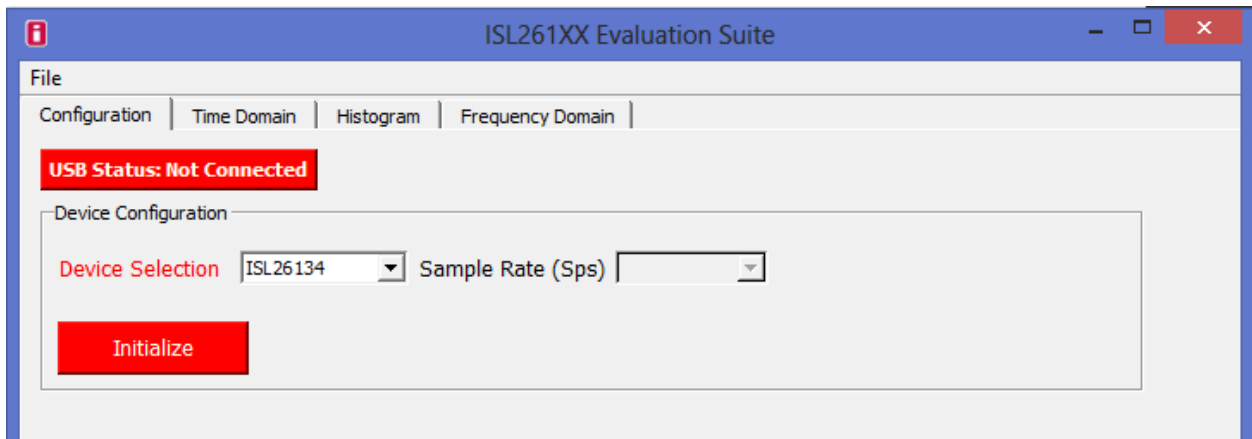 ISL261XX Evaluation Suite
File
Configuration Time Domain Histogram Frequency Domain
USB Status: Not Connected
Device Configuration
Device Selection ISL26134 Sample Rate (Sps)
Initialize